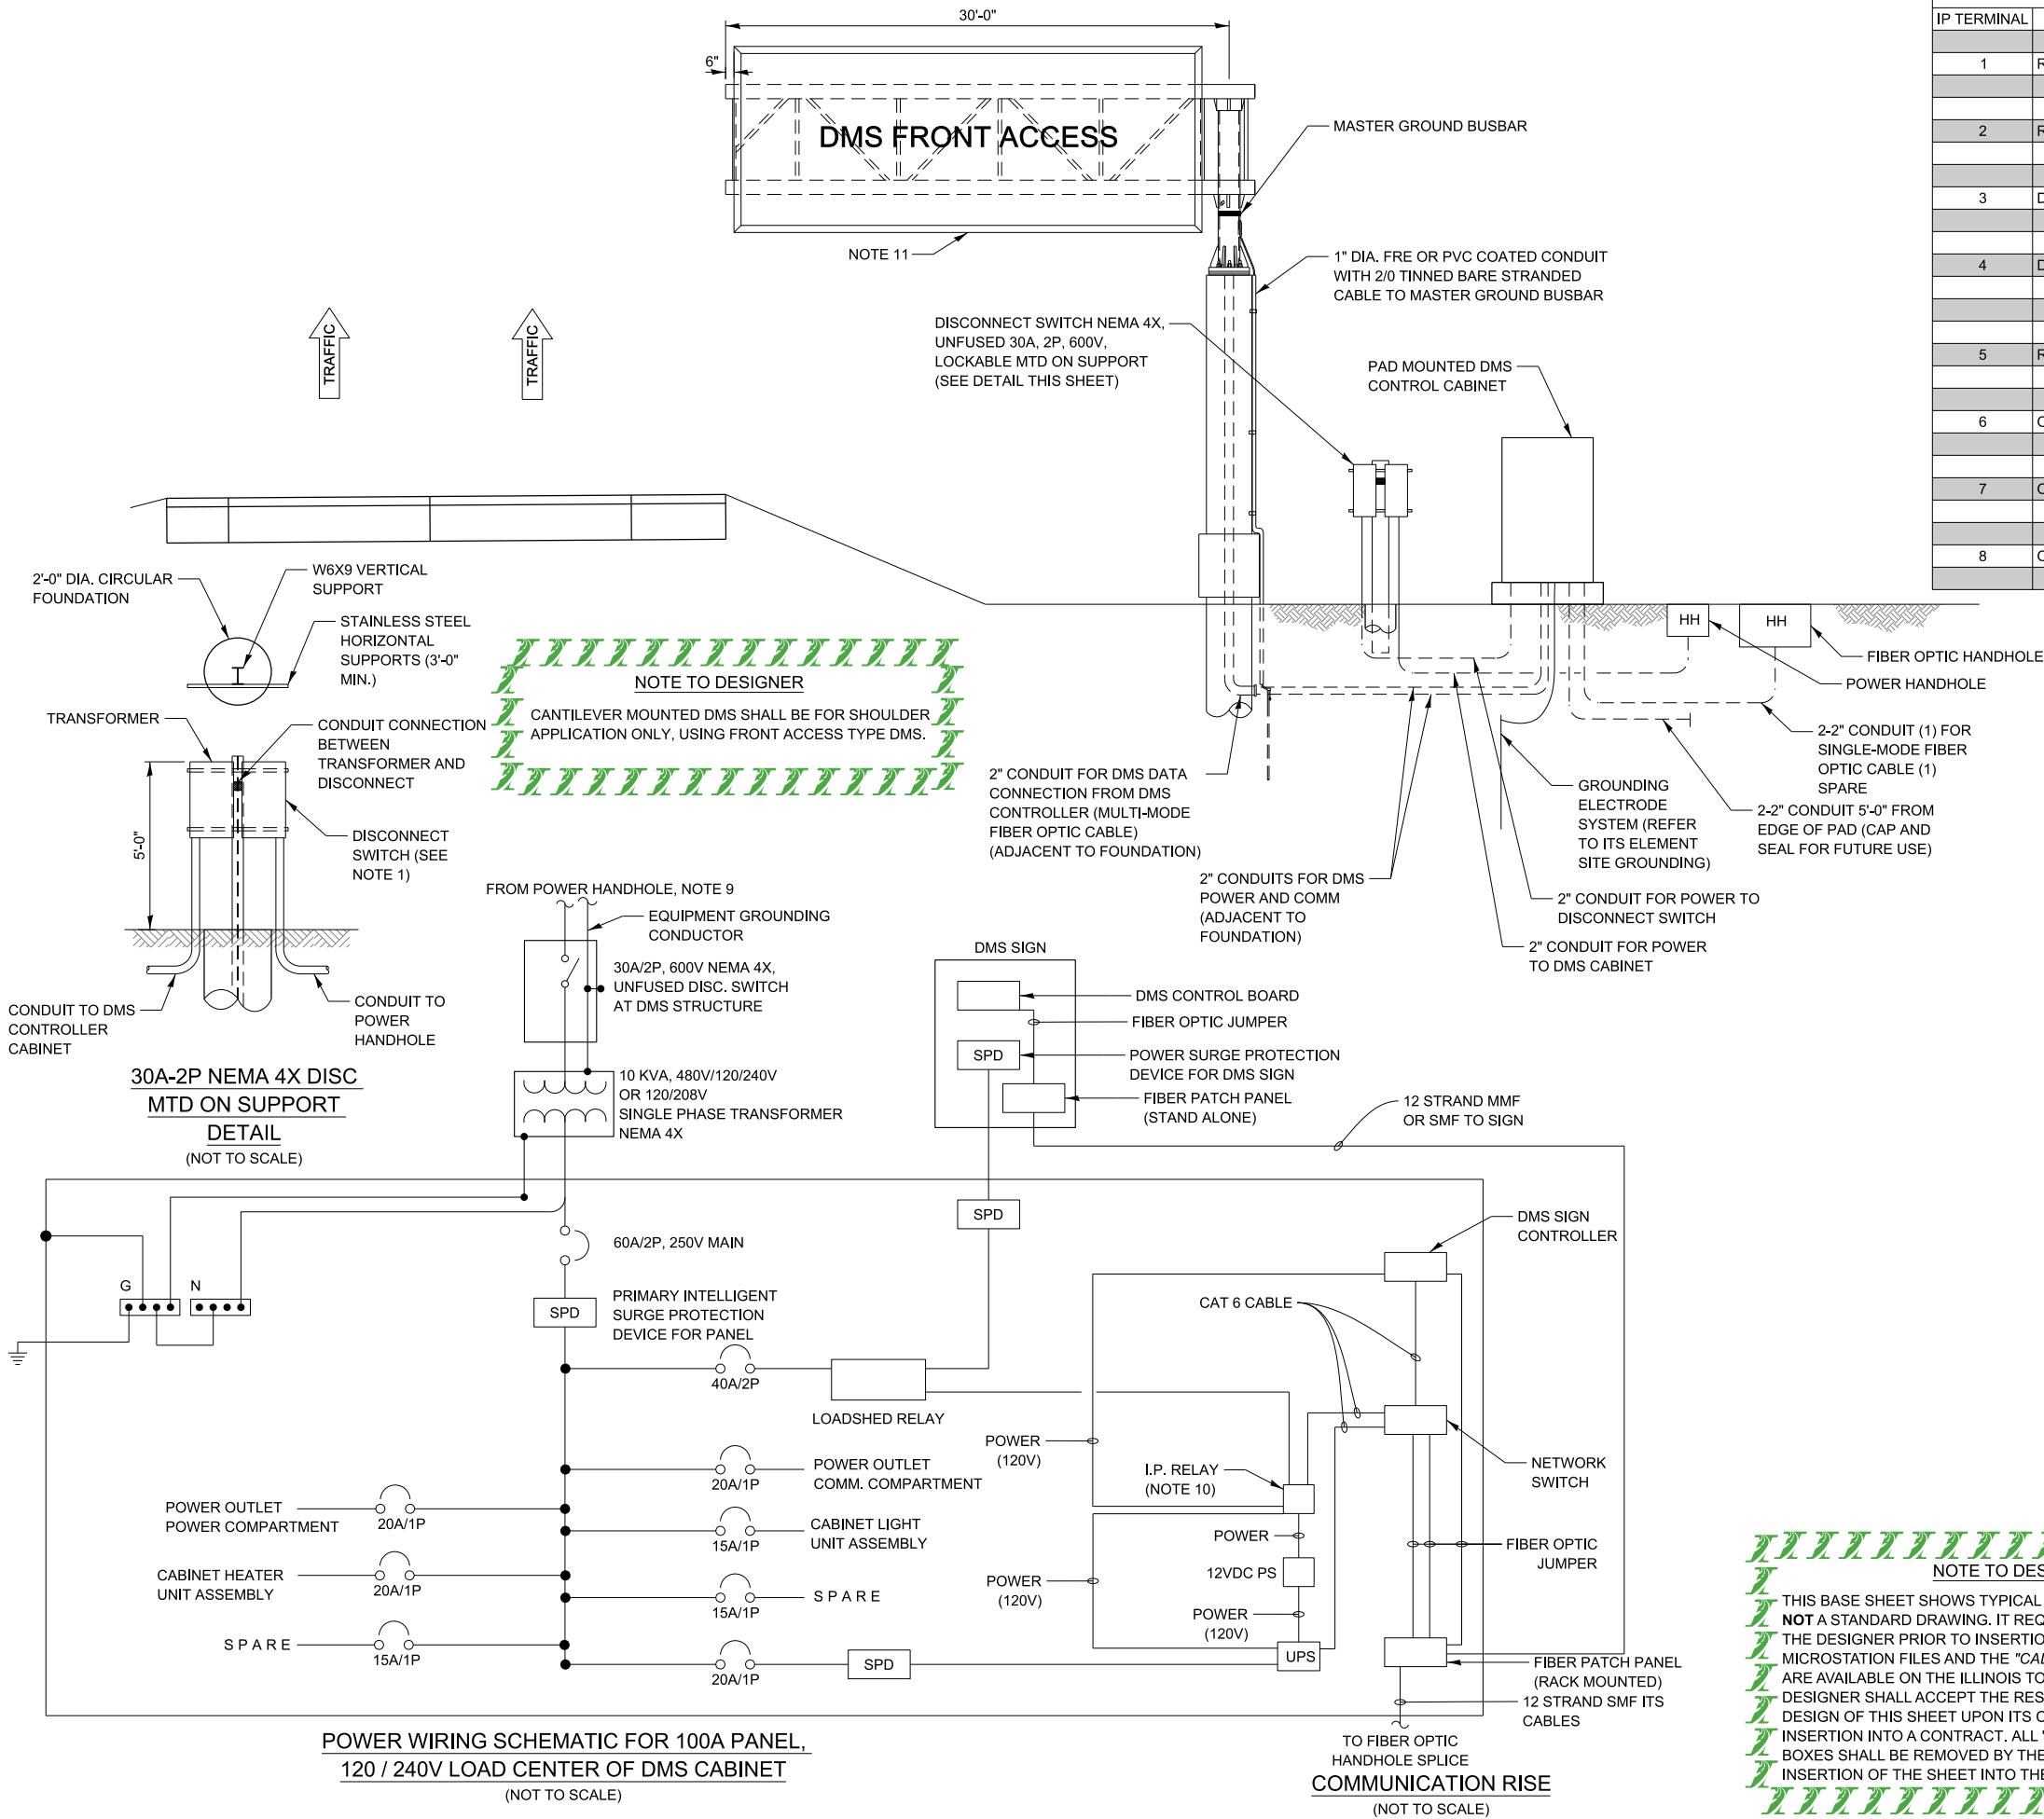 30'-0"
6"
DMS FRONT ACCESS
MASTER GROUND BUSBAR
NOTE 11
1" DIA. FRE OR PVC COATED CONDUIT
WITH 2/0 TINNED BARE STRANDED
CABLE TO MASTER GROUND BUSBAR
TRAFFIC
TRAFFIC
DISCONNECT SWITCH NEMA 4X,
UNFUSED 30A, 2P, 600V,
LOCKABLE MTD ON SUPPORT
(SEE DETAIL THIS SHEET)
PAD MOUNTED DMS
CONTROL CABINET
IP TERMINAL
1 R
2 R
3 D
4 D
5 R
6
7
8
HH
HH
FIBER OPTIC HANDHOLE
POWER HANDHOLE
2-2" CONDUIT (1) FOR
SINGLE-MODE FIBER
OPTIC CABLE (1)
SPARE
2-2" CONDUIT 5'-0" FROM
EDGE OF PAD (CAP AND
SEAL FOR FUTURE USE)
GROUNDING
ELECTRODE
SYSTEM (REFER
TO ITS ELEMENT
SITE GROUNDING)
2" CONDUIT FOR POWER TO
DISCONNECT SWITCH
2" CONDUIT FOR POWER
TO DMS CABINET
2" CONDUIT FOR DMS DATA
CONNECTION FROM DMS
CONTROLLER (MULTI-MODE
FIBER OPTIC CABLE)
(ADJACENT TO FOUNDATION)
2" CONDUITS FOR DMS
POWER AND COMM
(ADJACENT TO
FOUNDATION)
2'-0" DIA. CIRCULAR
FOUNDATION
W6X9 VERTICAL
SUPPORT
STAINLESS STEEL
HORIZONTAL
SUPPORTS (3'-0"
MIN.)
TRANSFORMER
CONDUIT CONNECTION
BETWEEN
TRANSFORMER AND
DISCONNECT
5'-0"
DISCONNECT
SWITCH (SEE
NOTE 1)
CONDUIT TO DMS
CONTROLLER
CABINET
CONDUIT TO
POWER
HANDHOLE
30A-2P NEMA 4X DISC
MTD ON SUPPORT
DETAIL
(NOT TO SCALE)
NOTE TO DESIGNER
CANTILEVER MOUNTED DMS SHALL BE FOR SHOULDER
APPLICATION ONLY, USING FRONT ACCESS TYPE DMS.
FROM POWER HANDHOLE, NOTE 9
EQUIPMENT GROUNDING
CONDUCTOR
30A/2P, 600V NEMA 4X,
UNFUSED DISC. SWITCH
AT DMS STRUCTURE
10 KVA, 480V/120/240V
OR 120/208V
SINGLE PHASE TRANSFORMER
NEMA 4X
DMS SIGN
DMS CONTROL BOARD
FIBER OPTIC JUMPER
SPD
POWER SURGE PROTECTION
DEVICE FOR DMS SIGN
FIBER PATCH PANEL
(STAND ALONE)
12 STRAND MMF
OR SMF TO SIGN
SPD
60A/2P, 250V MAIN
G
N
SPD
PRIMARY INTELLIGENT
SURGE PROTECTION
DEVICE FOR PANEL
40A/2P
LOADSHED RELAY
20A/1P
POWER OUTLET
COMM. COMPARTMENT
POWER OUTLET
POWER COMPARTMENT
20A/1P
15A/1P
CABINET LIGHT
UNIT ASSEMBLY
CABINET HEATER
UNIT ASSEMBLY
20A/1P
15A/1P
SPARE
SPARE
15A/1P
20A/1P
SPD
DMS SIGN
CONTROLLER
CAT 6 CABLE
POWER
(120V)
I.P. RELAY
(NOTE 10)
NETWORK
SWITCH
POWER
12VDC PS
POWER
(120V)
POWER
(120V)
UPS
FIBER OPTIC
JUMPER
FIBER PATCH PANEL
(RACK MOUNTED)
12 STRAND SMF ITS
CABLES
TO FIBER OPTIC
HANDHOLE SPLICE
COMMUNICATION RISE
(NOT TO SCALE)
POWER WIRING SCHEMATIC FOR 100A PANEL,
120 / 240V LOAD CENTER OF DMS CABINET
(NOT TO SCALE)
NOTE TO DES
THIS BASE SHEET SHOWS TYPICAL
NOT A STANDARD DRAWING. IT REQ
THE DESIGNER PRIOR TO INSERTIO
MICROSTATION FILES AND THE "CA
ARE AVAILABLE ON THE ILLINOIS TO
DESIGNER SHALL ACCEPT THE RES
DESIGN OF THIS SHEET UPON ITS
INSERTION INTO A CONTRACT. ALL
BOXES SHALL BE REMOVED BY THE
INSERTION OF THE SHEET INTO THE